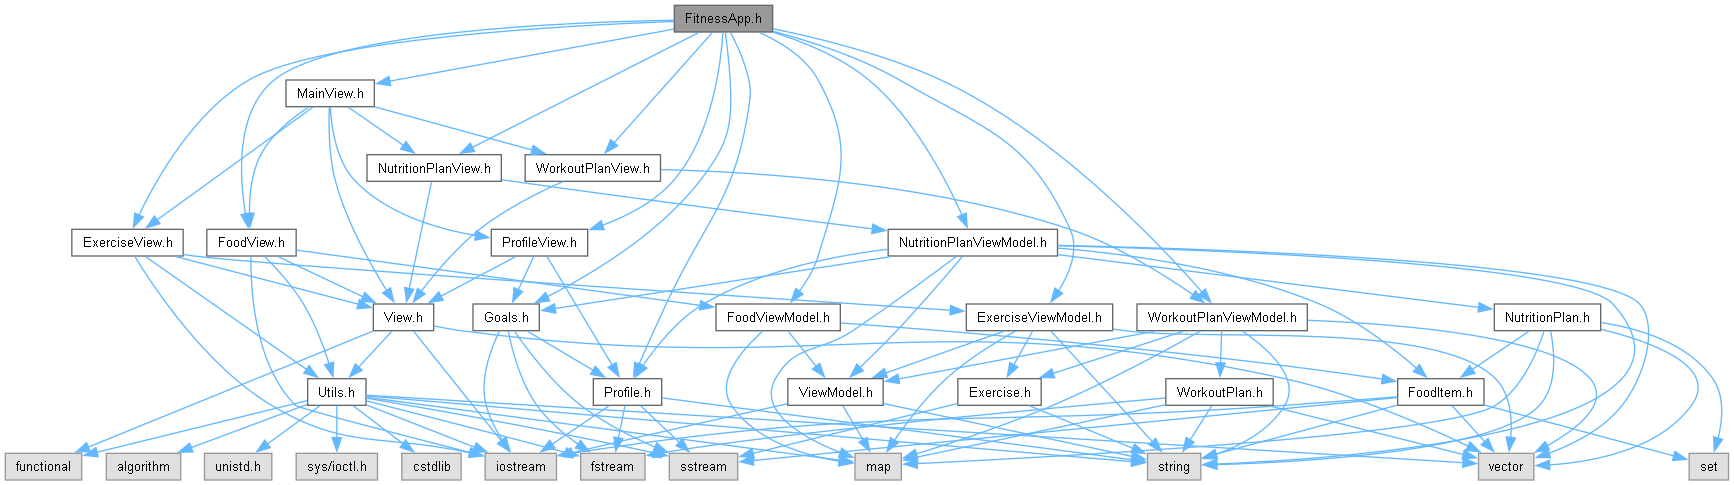 FitnessApp.h
MainView.h
NutritionPlanView.h
WorkoutPlanView.h
ExerciseView.h
FoodView.h
ProfileView.h
NutritionPlanViewModel.h
View.h
Goals.h
FoodViewModel.h
ExerciseViewModel.h
WorkoutPlanViewModel.h
NutritionPlan.h
Utils.h
Profile.h
ViewModel.h
Exercise.h
WorkoutPlan.h
FoodItem.h
functional
algorithm
unistd.h
sys/ioctl.h
cstdlib
iostream
fstream
sstream
map
string
vector
set